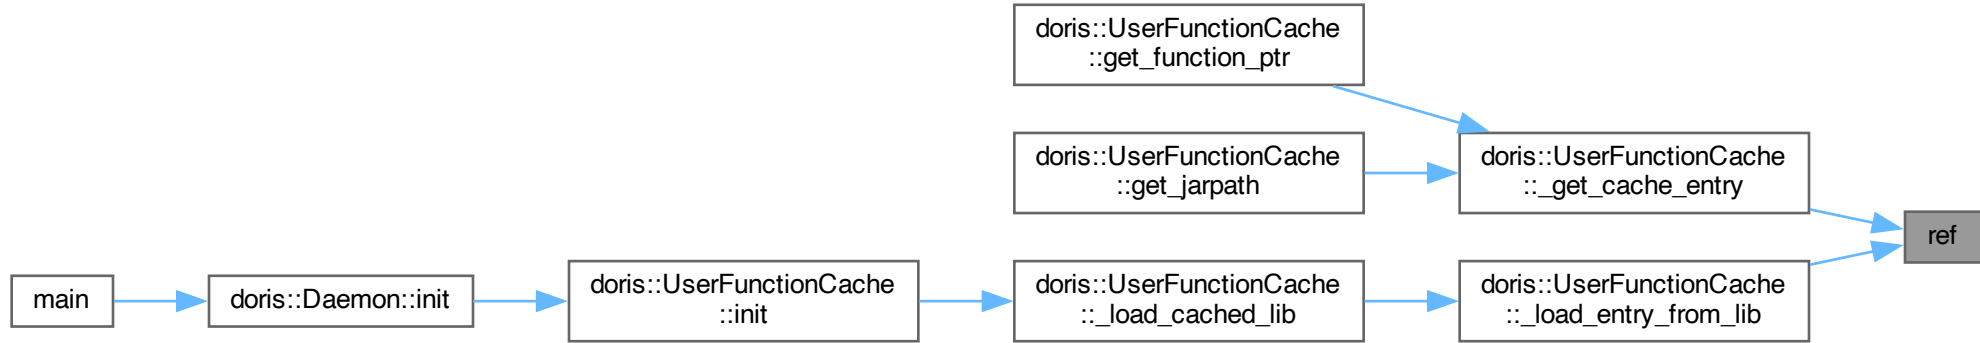 doris::UserFunctionCache
::get_function_ptr
doris::UserFunctionCache
::get_jarpath
doris::UserFunctionCache
::_get_cache_entry
ref
main
doris::Daemon::init
doris::UserFunctionCache
::init
doris::UserFunctionCache
::_load_cached_lib
doris::UserFunctionCache
::_load_entry_from_lib